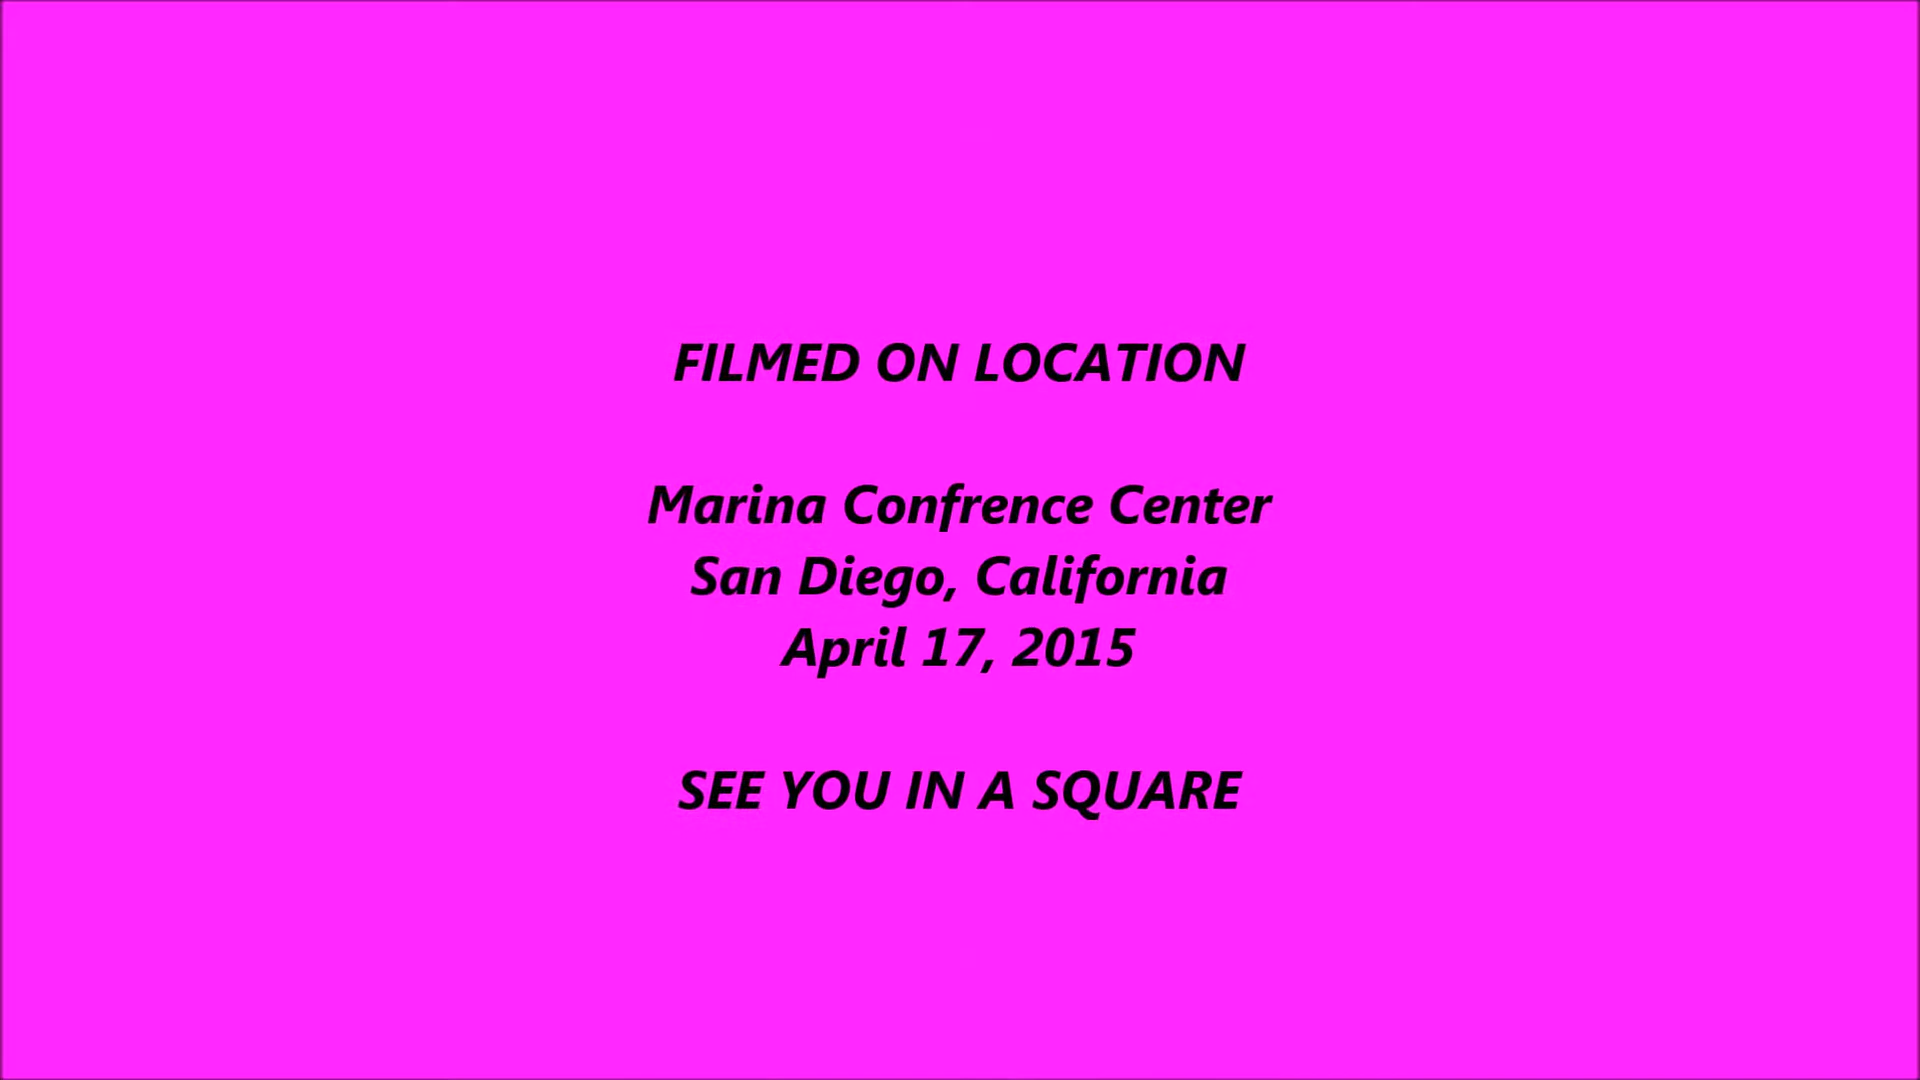 FILMED ON LOCATION
Marina Confrence Center
San Diego, California
April 17, 2015
SEE YOU IN A SQUARE